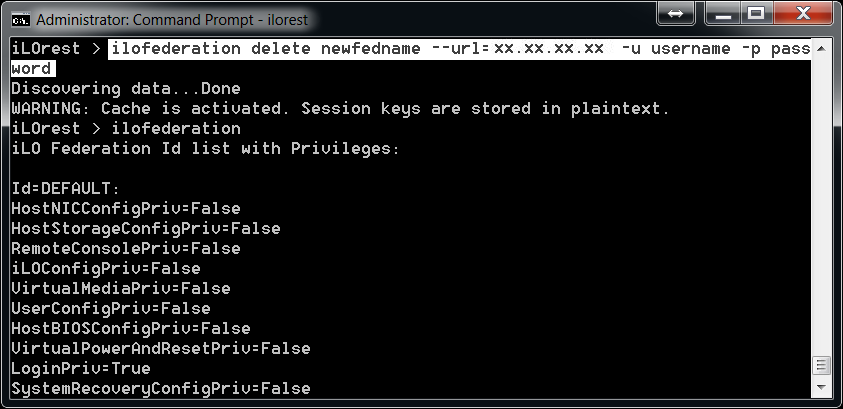 Administrator: Command Prompt - ilorest
iLOrest > ilofederation delete newfedname --url=xx.xx.xx.xx  -u username -p pass
word
Discovering data...Done
WARNING: Cache is activated. Session keys are stored in plaintext.
iLOrest > ilofederation
iLO Federation Id list with Privileges:
Id=DEFAULT:
HostNICConfigPriv=False
HostStorageConfigPriv=False
RemoteConsolePriv=False
iLOConfigPriv=False
VirtualMediaPriv=False
UserConfigPriv=False
HostBIOSConfigPriv=False
VirtualPowerAndResetPriv=False
LoginPriv=True
SystemRecoveryConfigPriv=False